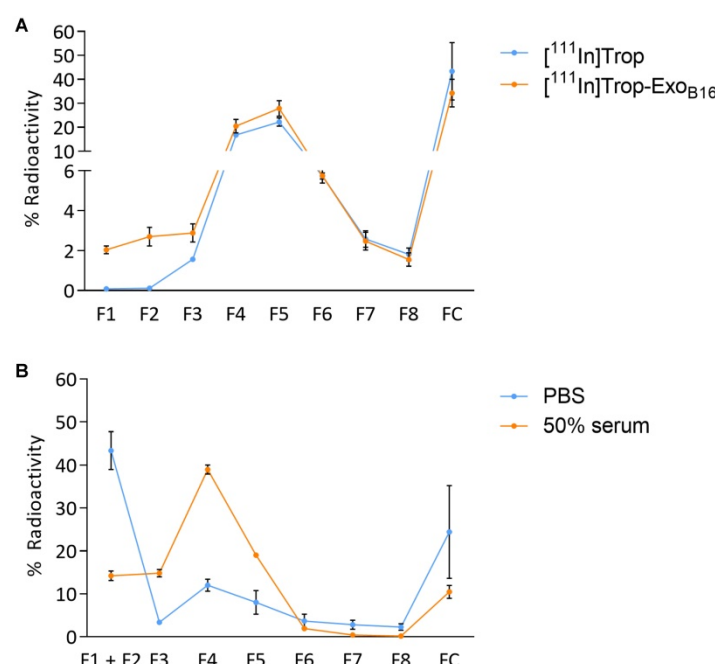 A
60
50
40
30
20
10
6
4
2
0
% Radioactivity
F1 F2 F3 F4 F5 F6 F7 F8 FC
[¹¹¹In]Trop
[¹¹¹In]Trop-Exo_B16
B
60
50
40
30
20
10
0
% Radioactivity
F1 + F2 F3 F4 F5 F6 F7 F8 FC
PBS
50% serum